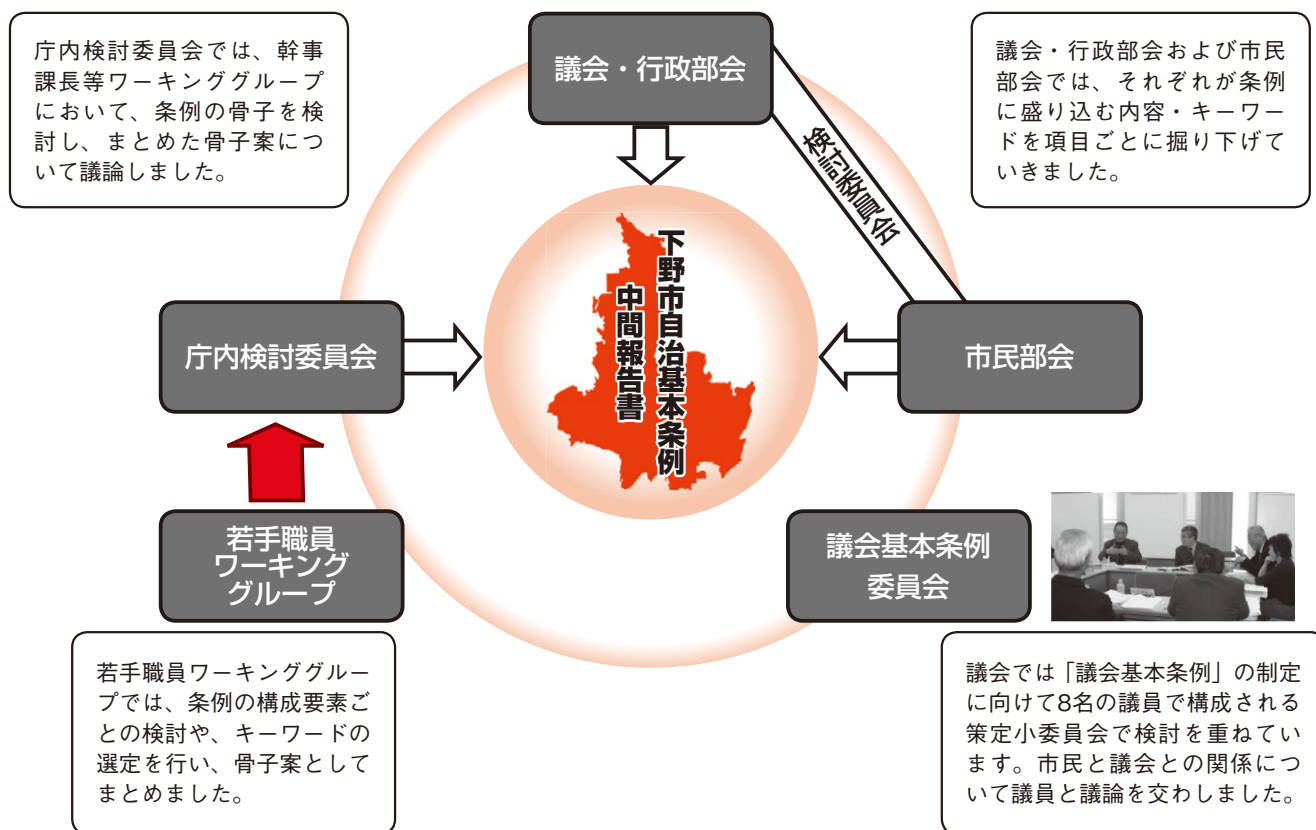 庁内検討委員会では、幹事
課長等ワーキンググループ
において、条例の骨子を検
討し、まとめた骨子案につ
いて議論しました。
議会・行政部会
議会・行政部会および市民
部会では、それぞれが条例
に盛り込む内容・キーワー
ドを項目ごとに掘り下げて
いきました。
検討委員会
下野市自治基本条例
中間報告書
庁内検討委員会
市民部会
若手職員
ワーキング
グループ
議会基本条例
委員会
若手職員ワーキンググルー
プでは、条例の構成要素ご
との検討や、キーワードの
選定を行い、骨子案として
まとめました。
議会では「議会基本条例」の制定
に向けて8名の議員で構成される
策定小委員会で検討を重ねてい
ます。市民と議会との関係につ
いて議員と議論を交わしました。